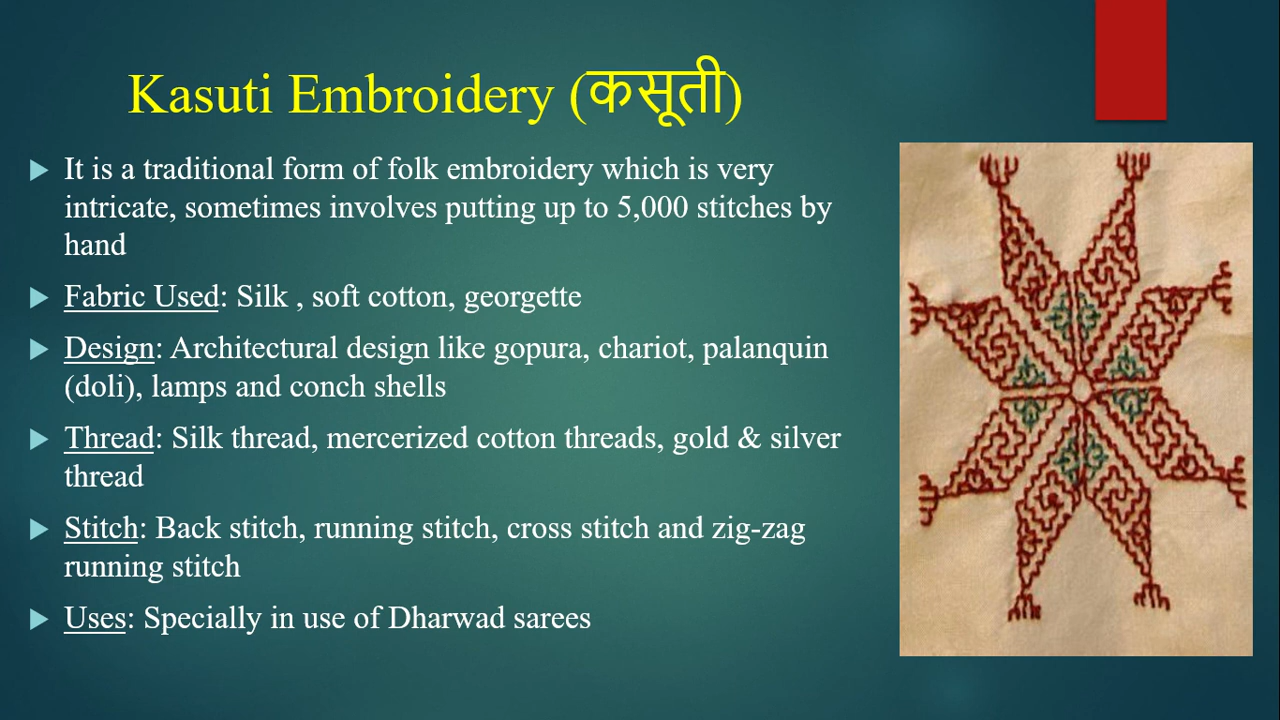 Kasuti Embroidery (कसूती)
It is a traditional form of folk embroidery which is very
intricate, sometimes involves putting up to 5,000 stitches by
hand
Fabric Used: Silk , soft cotton, georgette
Design: Architectural design like gopura, chariot, palanquin
(doli), lamps and conch shells
Thread: Silk thread, mercerized cotton threads, gold & silver
thread
Stitch: Back stitch, running stitch, cross stitch and zig-zag
running stitch
Uses: Specially in use of Dharwad sarees